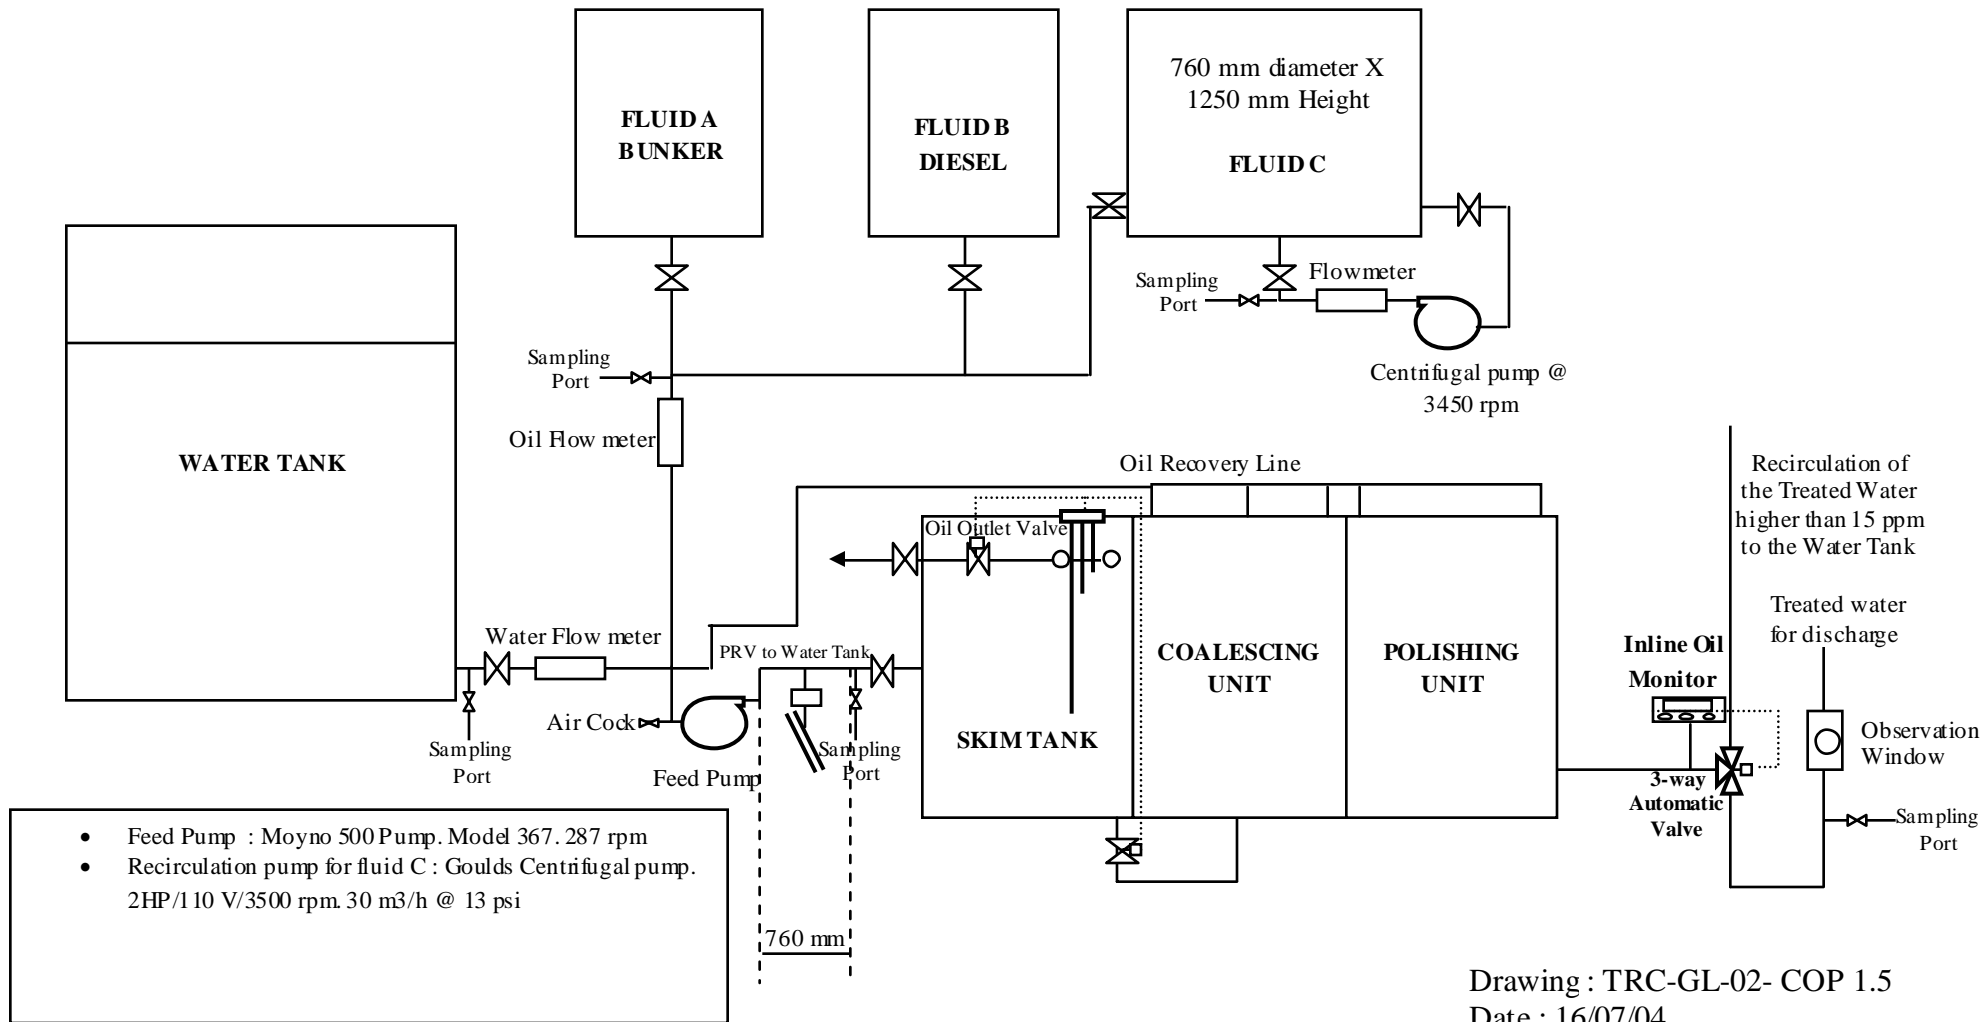 760 mm diameter X
1250 mm Height
FLUID C
FLUID A
BUNKER
FLUID B
DIESEL
Sampling
Port
Flowmeter
Centrifugal pump @
3450 rpm
Sampling
Port
Oil Flow meter
WATER TANK
Oil Recovery Line
Recirculation of
the Treated Water
higher than 15 ppm
to the Water Tank
Oil Outlet Valve
Treated water
for discharge
Water Flow meter
PRV to Water Tank
COALESCING
UNIT
POLISHING
UNIT
Inline Oil
Monitor
Air Cock
SKIM TANK
Sampling
Port
Sampling
Port
Feed Pump
Observation
Window
3-way
Automatic
Valve
Sampling
Port
• Feed Pump : Moyno 500 Pump. Model 367. 287 rpm
• Recirculation pump for fluid C : Goulds Centrifugal pump.
2HP/110 V/3500 rpm. 30 m3/h @ 13 psi
760 mm
Drawing : TRC-GL-02- COP 1.5
Date : 16/07/04